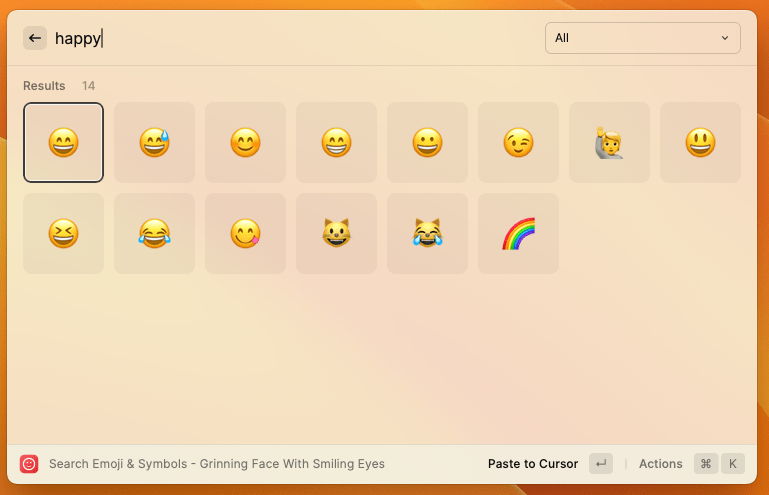 happy
All
Results 14
😄 😅 😊 😁 😀 😉 🙋 😃
😆 😂 😋 😺 😹 🌈
Search Emoji & Symbols - Grinning Face With Smiling Eyes
Paste to Cursor ↵ | Actions ⌘ K